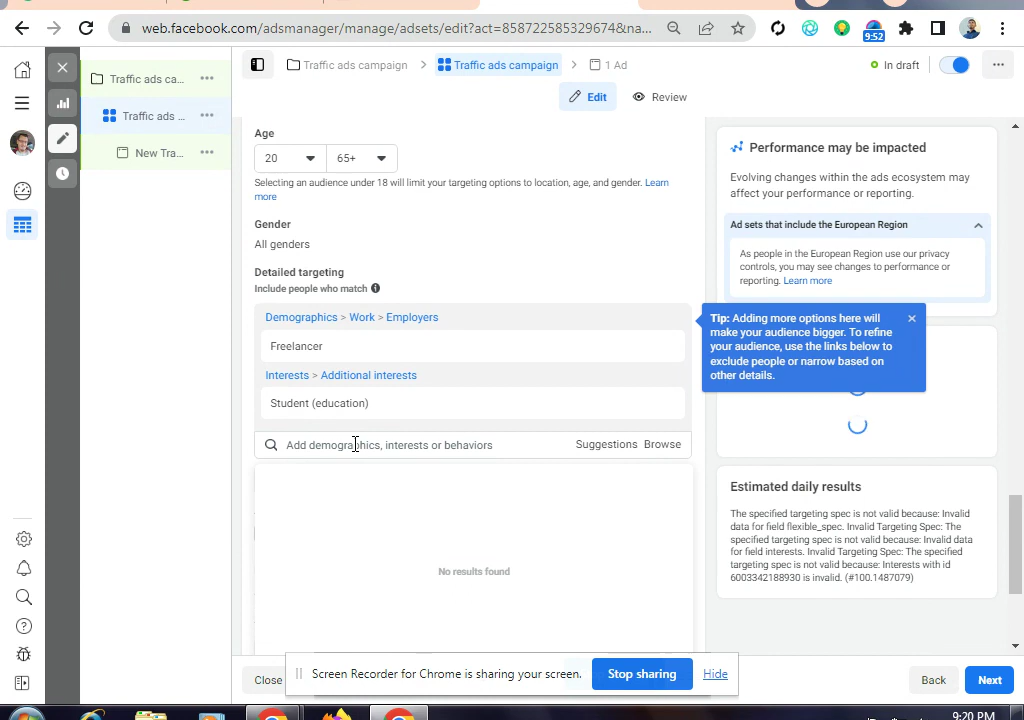 web.facebook.com/adsmanager/manage/adsets/edit?act=858722585329674&na...
9:52
Traffic ads ca...
Traffic ads ...
New Tra...
Traffic ads campaign > Traffic ads campaign > 1 Ad
In draft
Edit
Review
Age
20
65+
Selecting an audience under 18 will limit your targeting options to location, age, and gender. Learn
more
Gender
All genders
Detailed targeting
Include people who match
Demographics > Work > Employers
Freelancer
Interests > Additional interests
Student (education)
Add demographics, interests or behaviors
Suggestions
Browse
No results found
Performance may be impacted
Evolving changes within the ads ecosystem may
affect your performance or reporting.
Ad sets that include the European Region
As people in the European Region use our privacy
controls, you may see changes to performance or
reporting. Learn more
Tip: Adding more options here will
make your audience bigger. To refine
your audience, use the links below to
exclude people or narrow based on
other details.
Estimated daily results
The specified targeting spec is not valid because: Invalid
data for field flexible_spec. Invalid Targeting Spec: The
specified targeting spec is not valid because: Invalid data
for field interests. Invalid Targeting Spec: The specified
targeting spec is not valid because: Interests with id
6003342188930 is invalid. (#100.1487079)
Close
Screen Recorder for Chrome is sharing your screen.
Stop sharing
Hide
Back
Next
9:20 PM